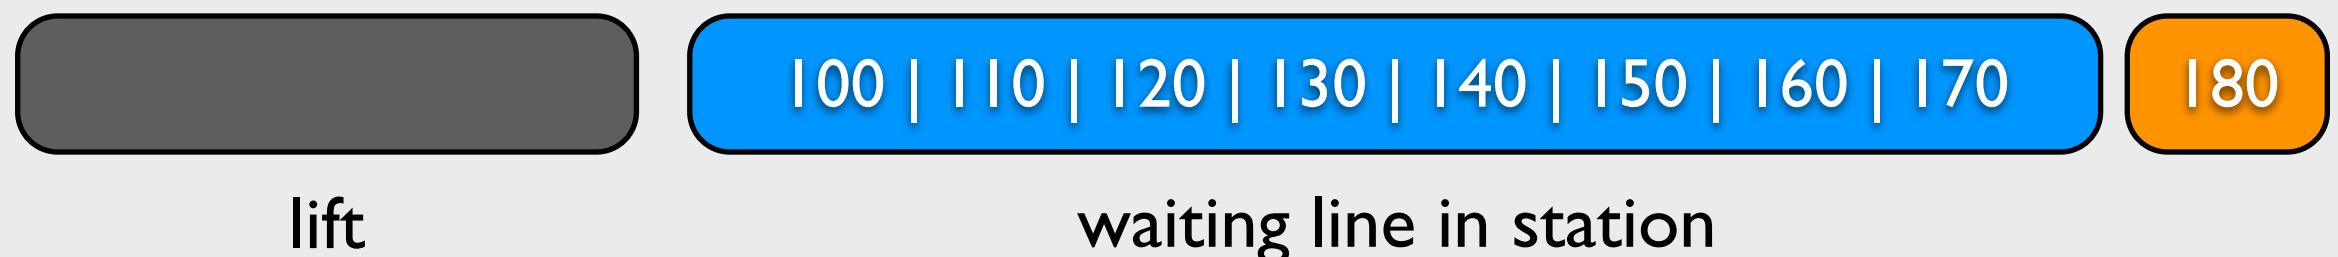 100 | 110 | 120 | 130 | 140 | 150 | 160 | 170 180
lift waiting line in station